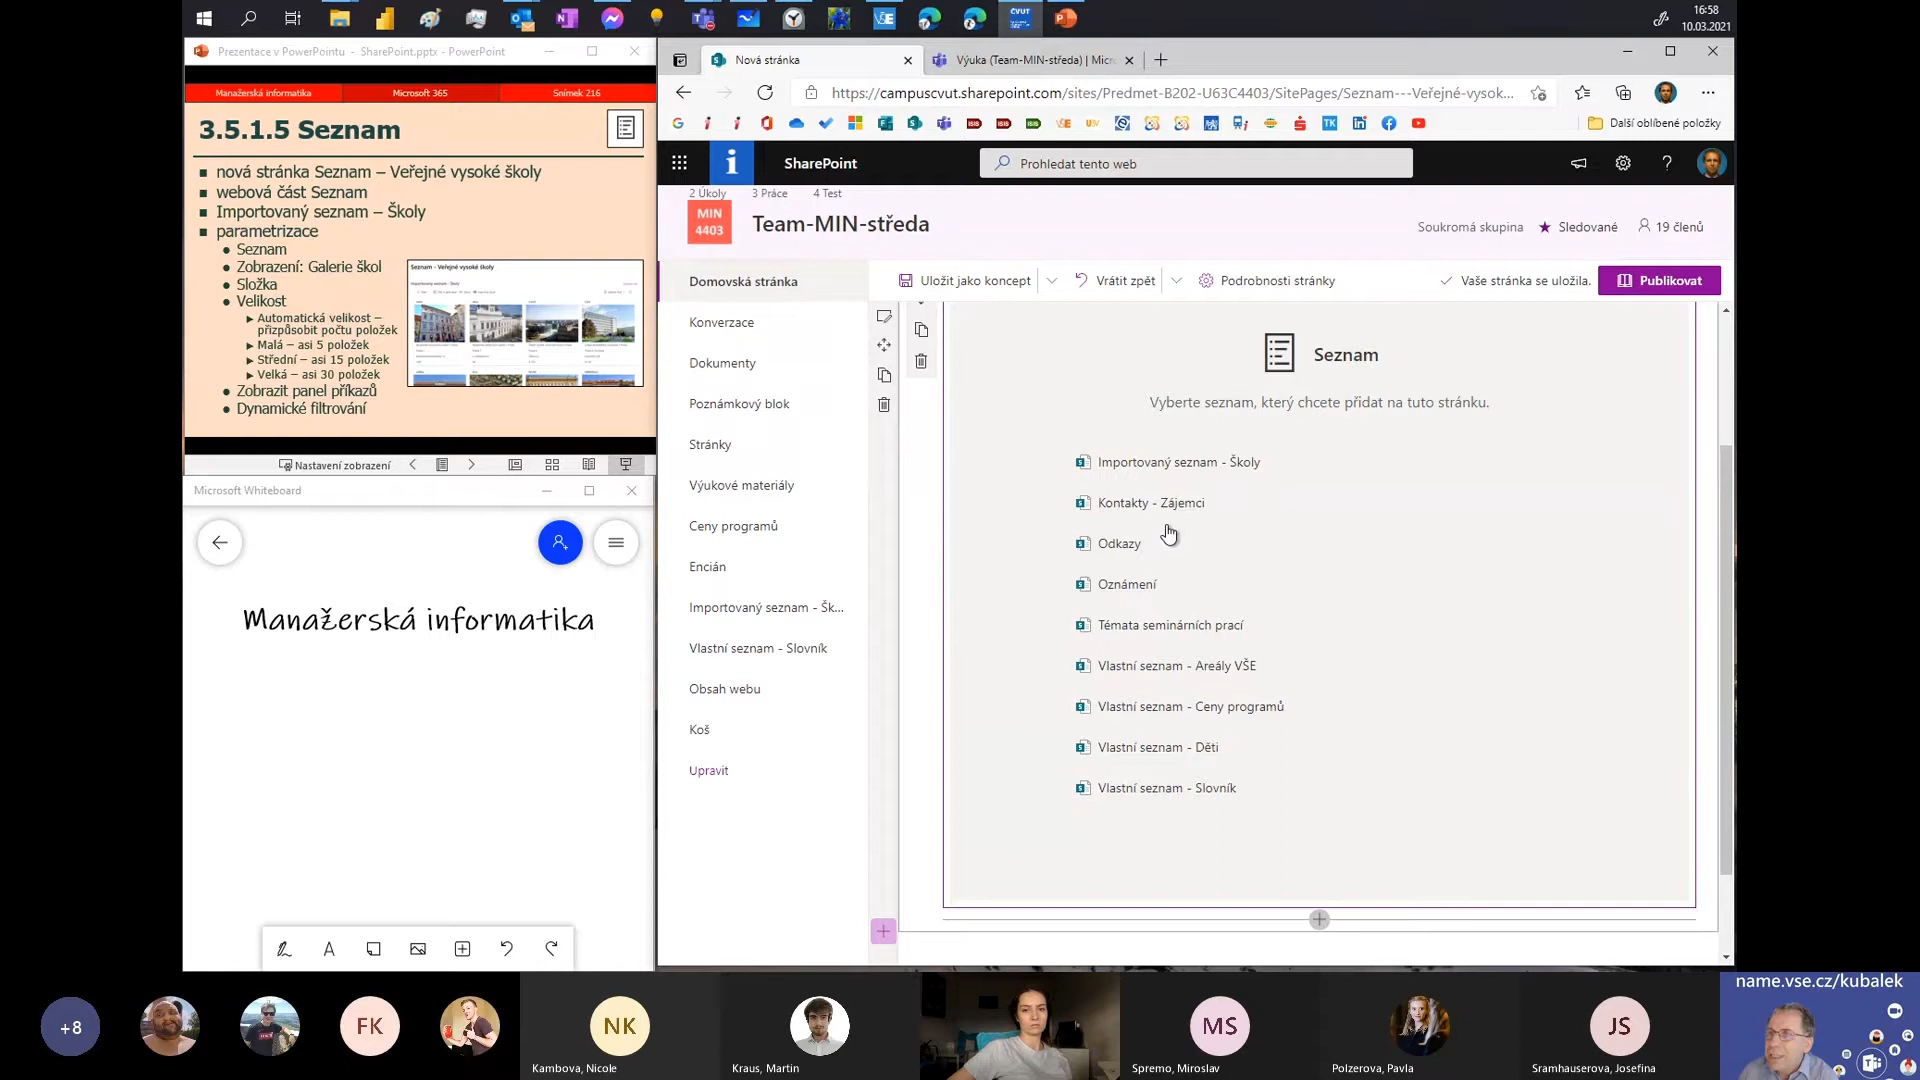 16:58
10.03.2021
Prezentace v PowerPointu - SharePoint.pptx - PowerPoint
Manažerská informatika
Microsoft 365
Snímek 216
3.5.1.5 Seznam
nová stránka Seznam – Veřejné vysoké školy
webová část Seznam
Importovaný seznam – Školy
parametrizace
Seznam
Zobrazení: Galerie škol
Složka
Velikost
Automatická velikost –
přizpůsobit počtu položek
Malá – asi 5 položek
Střední – asi 15 položek
Velká – asi 30 položek
Zobrazit panel příkazů
Dynamické filtrování
Seznam - Veřejné vysoké školy
Nastavení zobrazení
Microsoft Whiteboard
Manažerská informatika
Nová stránka
Výuka (Team-MIN-středa) | Micr
https://campuscvut.sharepoint.com/sites/Predmet-B202-U63C4403/SitePages/Seznam---Veřejné-vysok...
Další oblíbené položky
SharePoint
Prohledat tento web
2 Úkoly
3 Práce
4 Test
MIN
4403
Team-MIN-středa
Soukromá skupina
Sledované
19 členů
Domovská stránka
Konverzace
Dokumenty
Poznámkový blok
Stránky
Výukové materiály
Ceny programů
Encián
Importovaný seznam - Šk...
Vlastní seznam - Slovník
Obsah webu
Koš
Upravit
Uložit jako koncept
Vrátit zpět
Podrobnosti stránky
Vaše stránka se uložila.
Publikovat
Seznam
Vyberte seznam, který chcete přidat na tuto stránku.
Importovaný seznam - Školy
Kontakty - Zájemci
Odkazy
Oznámení
Témata seminárních prací
Vlastní seznam - Areály VŠE
Vlastní seznam - Ceny programů
Vlastní seznam - Děti
Vlastní seznam - Slovník
+8
FK
NK
Kambova, Nicole
Kraus, Martin
MS
Spremo, Miroslav
Polzerova, Pavla
JS
Sramhauserova, Josefina
name.vse.cz/kubalek